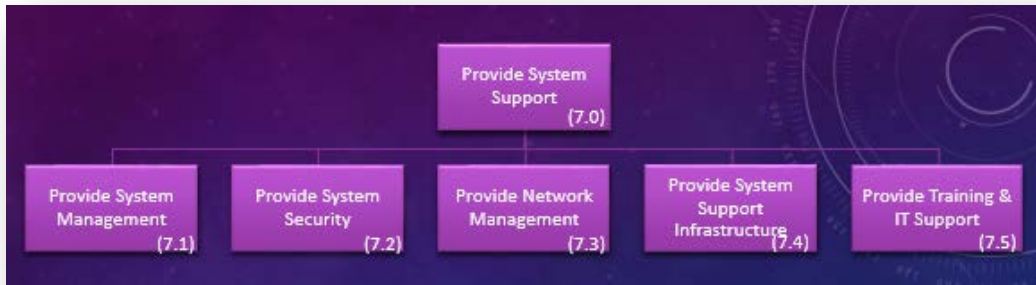 Provide System
Support
(7.0)
Provide System
Management
(7.1)
Provide System
Security
(7.2)
Provide Network
Management
(7.3)
Provide System
Support
Infrastructure
(7.4)
Provide Training &
IT Support
(7.5)